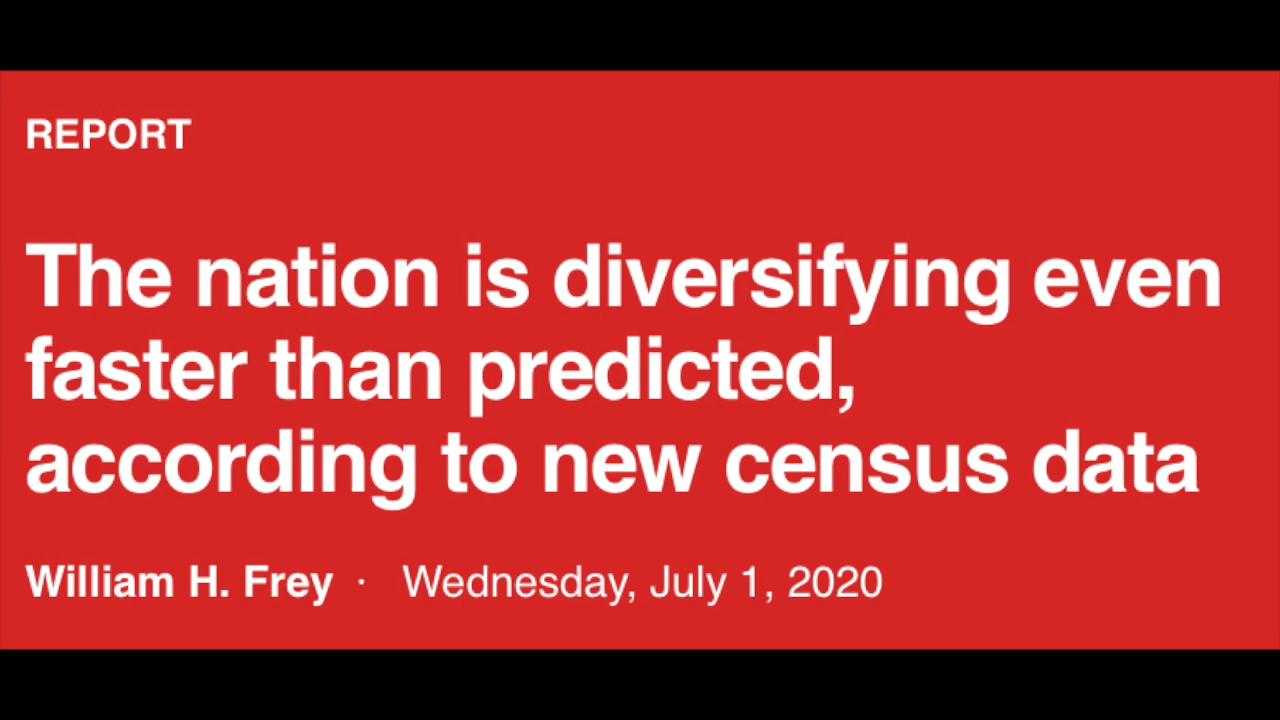 REPORT
The nation is diversifying even
faster than predicted,
according to new census data
William H. Frey · Wednesday, July 1, 2020